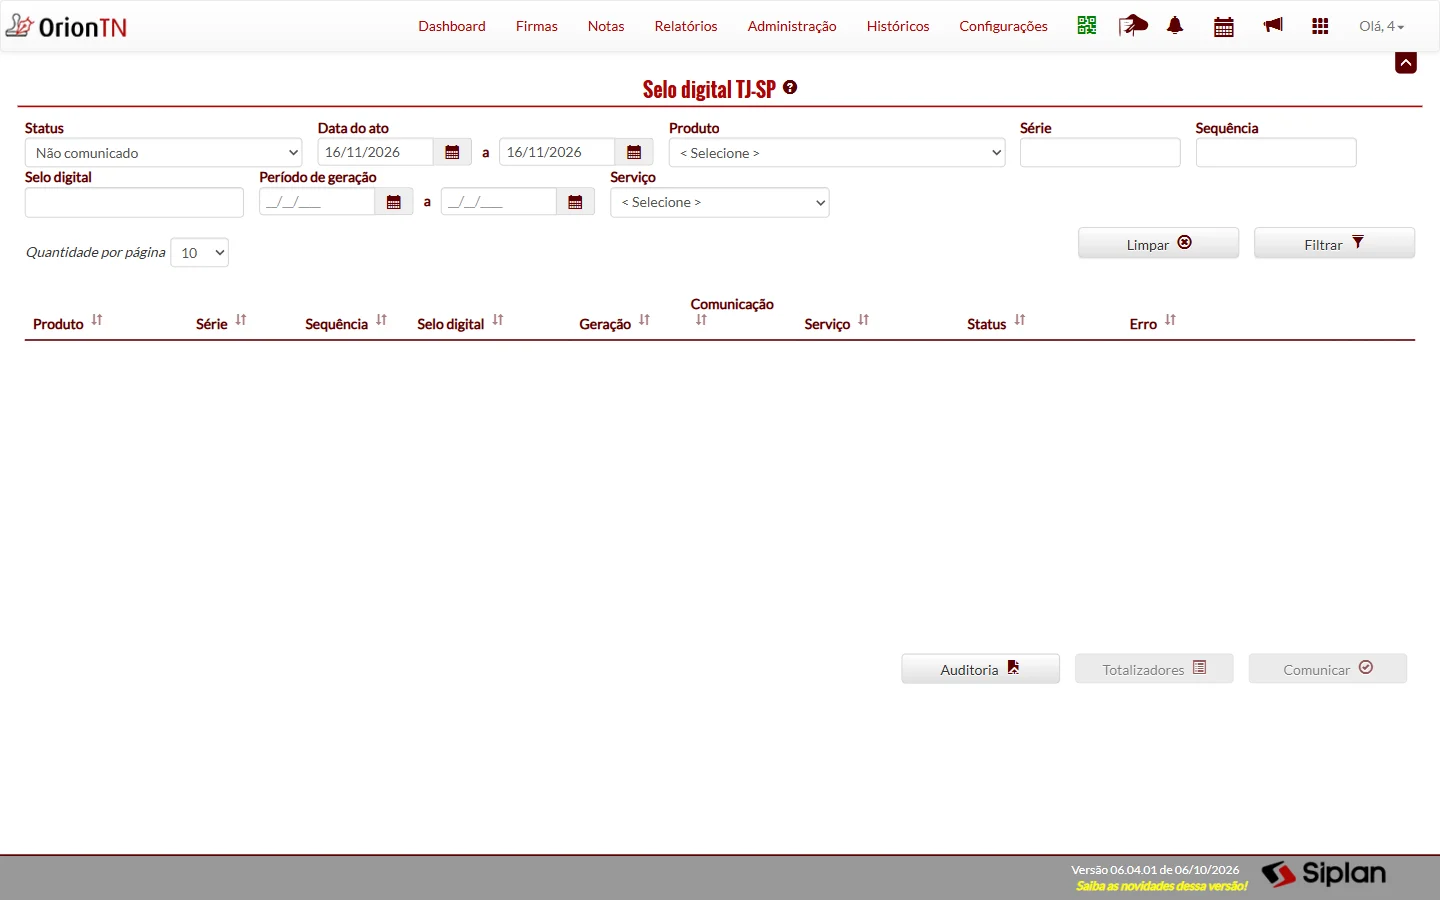 OrionTN
Dashboard Firmas Notas Relatórios Administração Históricos Configurações Olá, 4
Selo digital TJ-SP
Status Data do ato Produto Série Sequência
Não comunicado 16/11/2026 a 16/11/2026 < Selecione >
Selo digital Período de geração Serviço
__/__/____ a __/__/____ < Selecione >
Quantidade por página 10 Limpar Filtrar
Produto Série Sequência Selo digital Geração Comunicação Serviço Status Erro
Auditoria Totalizadores Comunicar
Versão 06.04.01 de 06/10/2026
Saiba as novidades dessa versão!
Siplan